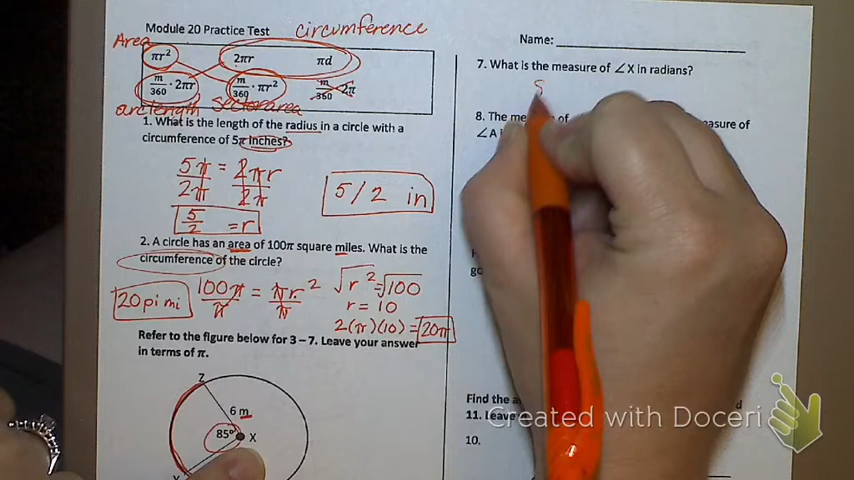 Module 20 Practice Test
circumference
Area
πr²
2πr
πd
m/360 · 2πr
m/360 · πr²
m/360 · 2π
arc length
sector area
1. What is the length of the radius in a circle with a
circumference of 5π inches?
5π/2π = 2πr/2π
5/2 = r
5/2 in
2. A circle has an area of 100π square miles. What is the
circumference of the circle?
20 pi mi
100π/π = πr²/π
√r² = √100
r = 10
2(π)(10) = 20π
Refer to the figure below for 3 – 7. Leave your answer
in terms of π.
Z
6 m
85°
X
Name:
7. What is the measure of ∠X in radians?
8. The
∠A
Find the
11. Leave
10.
Created with Doceri